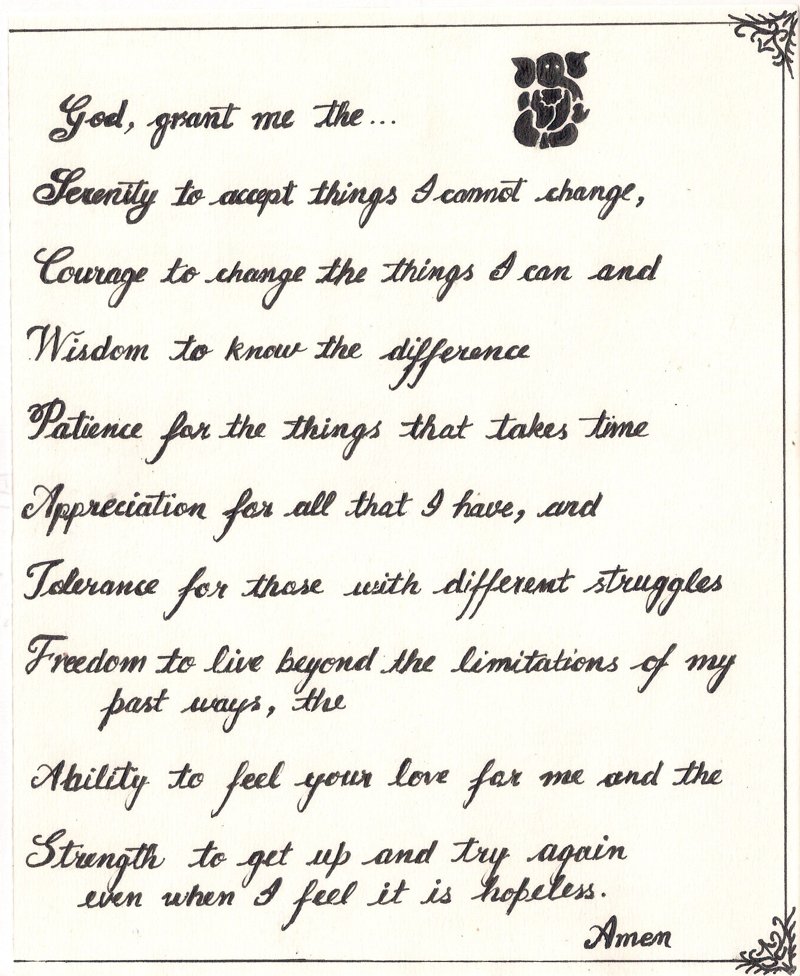 God, grant me the...
Serenity to accept things I cannot change,
Courage to change the things I can and
Wisdom to know the difference
Patience for the things that takes time
Appreciation for all that I have, and
Tolerance for those with different struggles
Freedom to live beyond the limitations of my
past ways, the
Ability to feel your love for me and the
Strength to get up and try again
even when I feel it is hopeless.
Amen